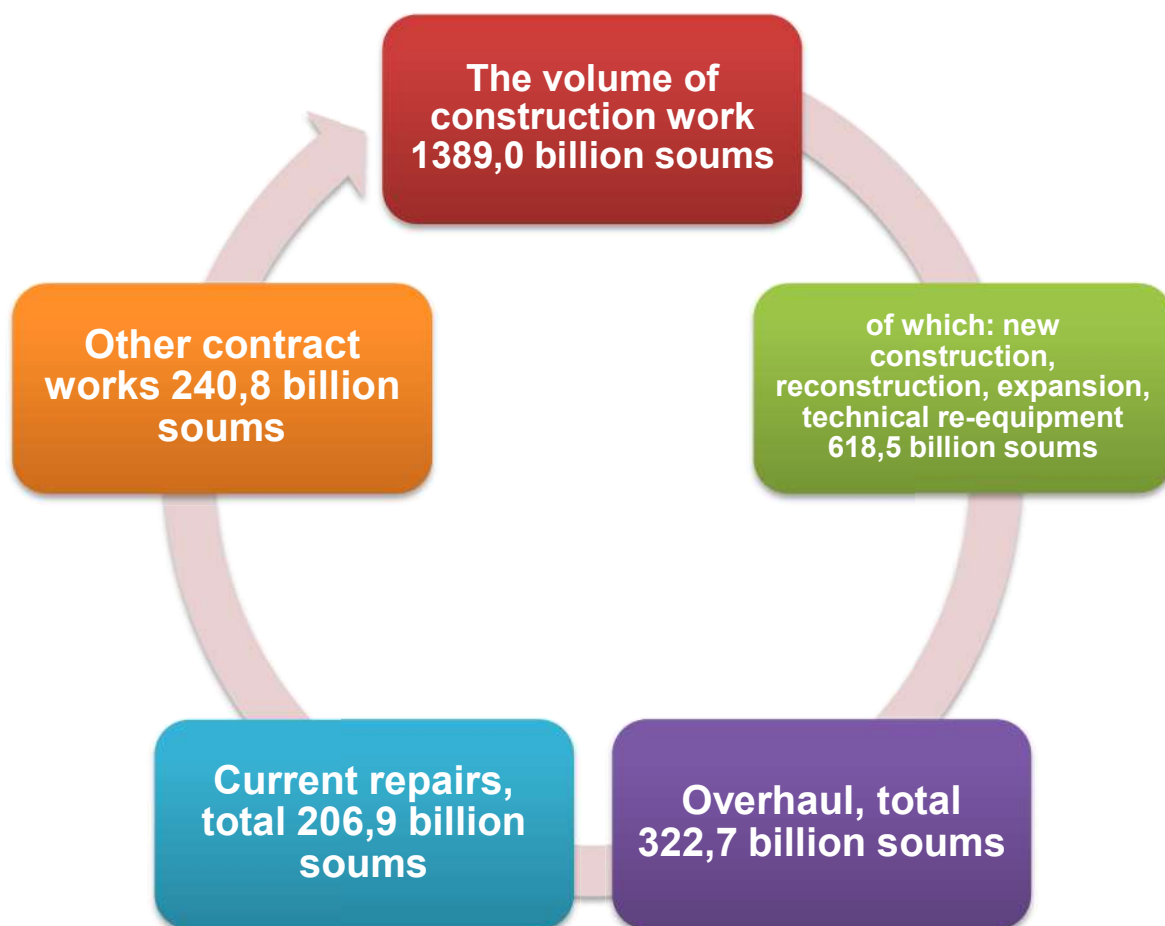 The volume of
construction work
1389,0 billion soums
of which: new
construction,
reconstruction, expansion,
technical re-equipment
618,5 billion soums
Overhaul, total
322,7 billion soums
Current repairs,
total 206,9 billion
soums
Other contract
works 240,8 billion
soums